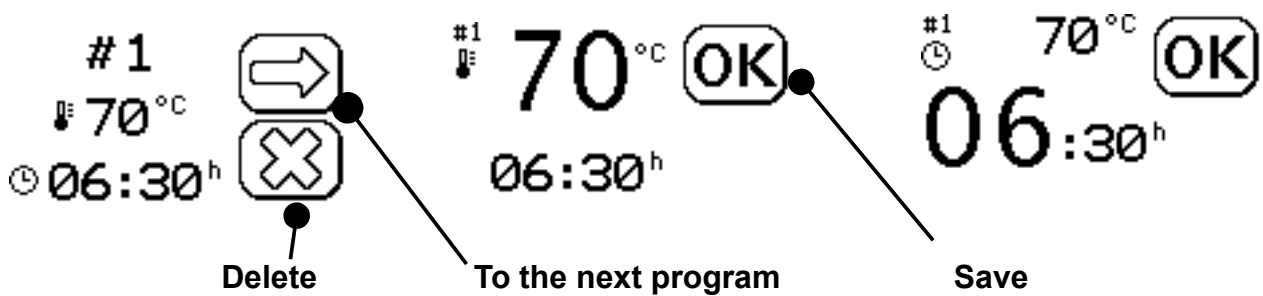 #1
70°C
06:30h
#1
70°C
OK
06:30h
#1
70°C
OK
06:30h
Delete
To the next program
Save